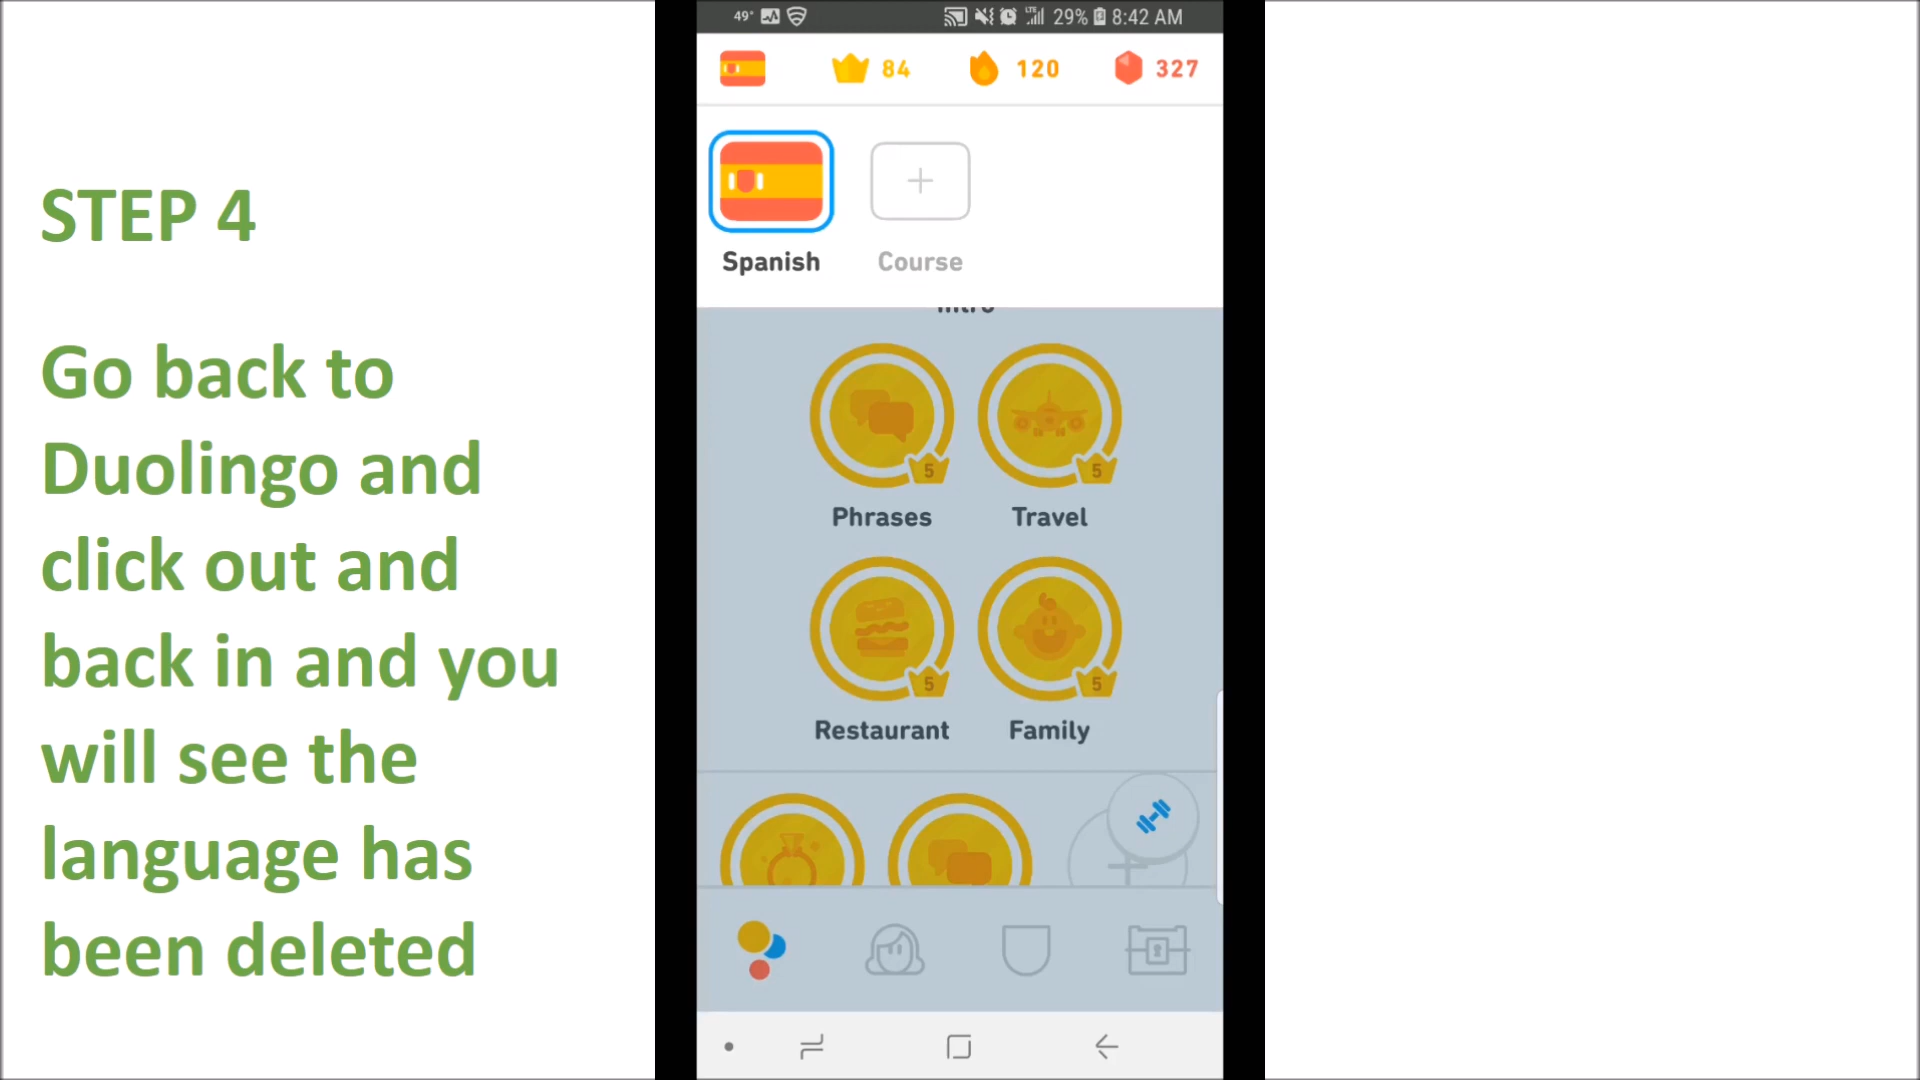 STEP 4
Go back to
Duolingo and
click out and
back in and you
will see the
language has
been deleted
49° LTE 29% 8:42 AM
84 120 327
Spanish Course
5 5
Phrases Travel
5 5
Restaurant Family